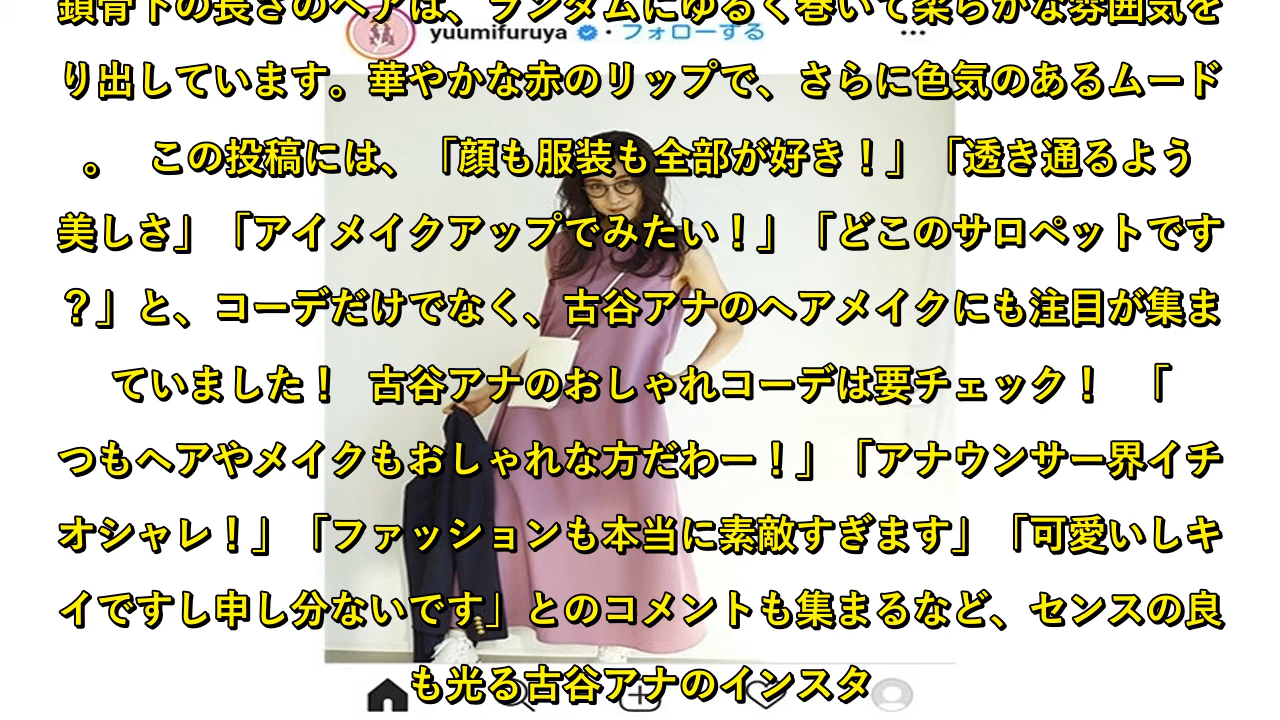 鎖骨下の長さのヘアは、ランダムにゆるく巻いて柔らかな雰囲気を
yuumifuruya ・フォローする
り出しています。華やかな赤のリップで、さらに色気のあるムード
。 この投稿には、「顔も服装も全部が好き！」「透き通るよう
美しさ」「アイメイクアップでみたい！」「どこのサロペットです
？」と、コーデだけでなく、古谷アナのヘアメイクにも注目が集ま
ていました！ 古谷アナのおしゃれコーデは要チェック！ 「
つもヘアやメイクもおしゃれな方だわー！」「アナウンサー界イチ
オシャレ！」「ファッションも本当に素敵すぎます」「可愛いしキ
イですし申し分ないです」とのコメントも集まるなど、センスの良
も光る古谷アナのインスタ